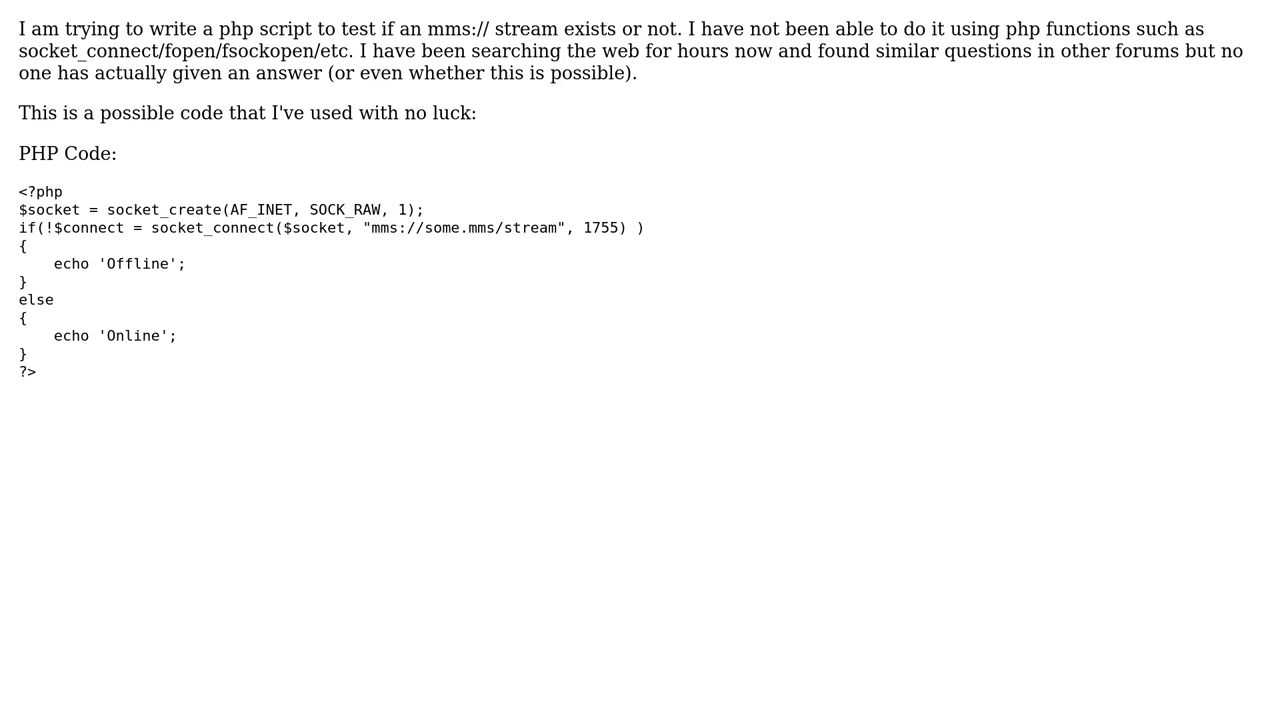 I am trying to write a php script to test if an mms:// stream exists or not. I have not been able to do it using php functions such as
socket_connect/fopen/fsockopen/etc. I have been searching the web for hours now and found similar questions in other forums but no
one has actually given an answer (or even whether this is possible).
This is a possible code that I've used with no luck:
PHP Code:
<?php
$socket = socket_create(AF_INET, SOCK_RAW, 1);
if(!$connect = socket_connect($socket, "mms://some.mms/stream", 1755) )
{
    echo 'Offline';
}
else
{
    echo 'Online';
}
?>